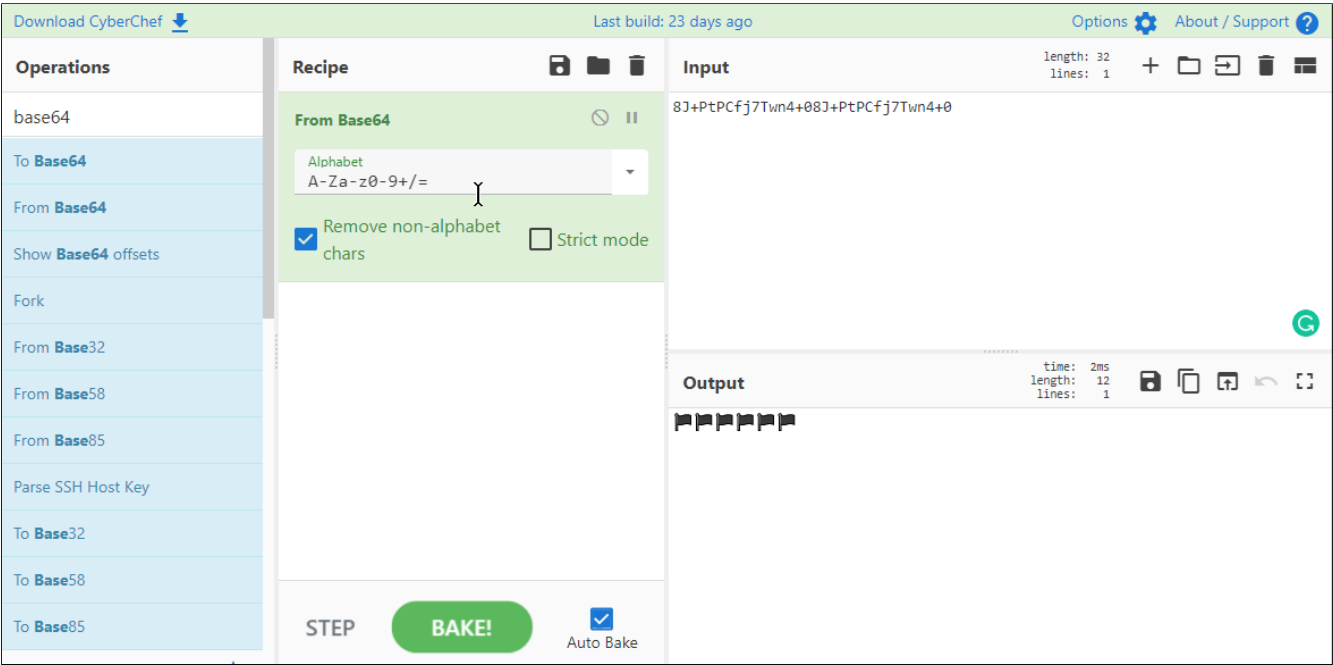 Download CyberChef
Last build: 23 days ago
Options
About / Support
Operations
base64
To Base64
From Base64
Show Base64 offsets
Fork
From Base32
From Base58
From Base85
Parse SSH Host Key
To Base32
To Base58
To Base85
Recipe
From Base64
Alphabet
A-Za-z0-9+/=
Remove non-alphabet
chars
Strict mode
STEP
BAKE!
Auto Bake
Input
length: 32
lines: 1
8J+PtPCfj7Twn4+08J+PtPCfj7Twn4+0
Output
time: 2ms
length: 12
lines: 1
🏴🏴🏴🏴🏴🏴